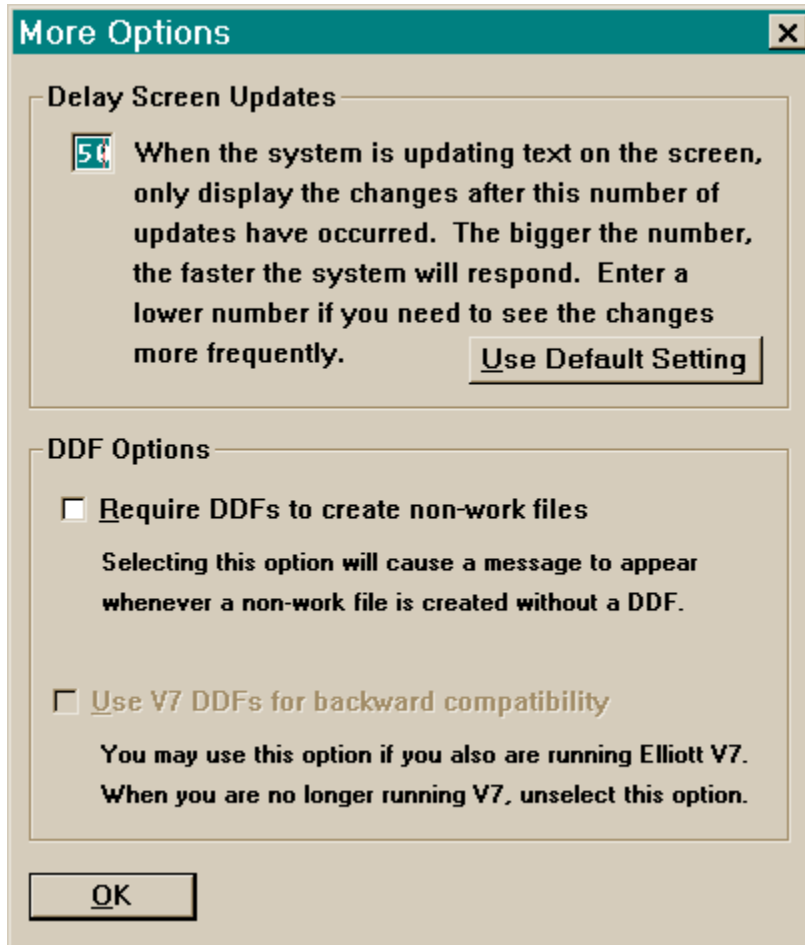 More Options
Delay Screen Updates
50 When the system is updating text on the screen,
only display the changes after this number of
updates have occurred.  The bigger the number,
the faster the system will respond.  Enter a
lower number if you need to see the changes
more frequently.
Use Default Setting
DDF Options
Require DDFs to create non-work files
Selecting this option will cause a message to appear
whenever a non-work file is created without a DDF.
Use V7 DDFs for backward compatibility
You may use this option if you also are running Elliott V7.
When you are no longer running V7, unselect this option.
OK